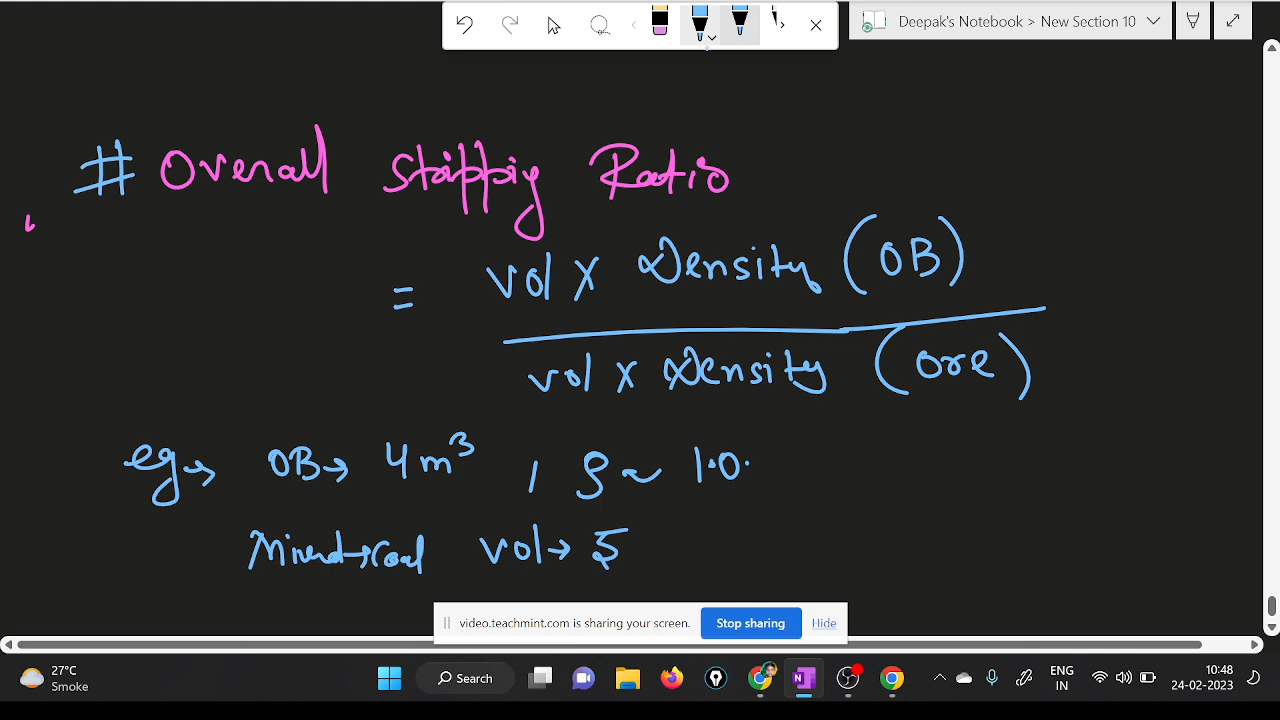 Deepak's Notebook > New Section 10
# Overall Stripping Ratio
= Vol X Density (OB)
Vol X Density (Ore)
eg → OB → 4m³ , ρ ~ 1.0.
Mineral → Coal Vol → 5
video.teachmint.com is sharing your screen. Stop sharing Hide
27°C
Smoke
Search
ENG
IN
10:48
24-02-2023